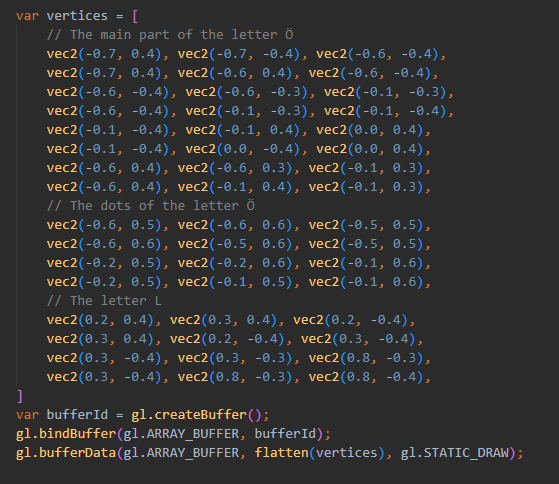 var vertices = [
    // The main part of the letter Ö
    vec2(-0.7, 0.4), vec2(-0.7, -0.4), vec2(-0.6, -0.4),
    vec2(-0.7, 0.4), vec2(-0.6, 0.4), vec2(-0.6, -0.4),
    vec2(-0.6, -0.4), vec2(-0.6, -0.3), vec2(-0.1, -0.3),
    vec2(-0.6, -0.4), vec2(-0.1, -0.3), vec2(-0.1, -0.4),
    vec2(-0.1, -0.4), vec2(-0.1, 0.4), vec2(0.0, 0.4),
    vec2(-0.1, -0.4), vec2(0.0, -0.4), vec2(0.0, 0.4),
    vec2(-0.6, 0.4), vec2(-0.6, 0.3), vec2(-0.1, 0.3),
    vec2(-0.6, 0.4), vec2(-0.1, 0.4), vec2(-0.1, 0.3),
    // The dots of the letter Ö
    vec2(-0.6, 0.5), vec2(-0.6, 0.6), vec2(-0.5, 0.5),
    vec2(-0.6, 0.6), vec2(-0.5, 0.6), vec2(-0.5, 0.5),
    vec2(-0.2, 0.5), vec2(-0.2, 0.6), vec2(-0.1, 0.6),
    vec2(-0.2, 0.5), vec2(-0.1, 0.5), vec2(-0.1, 0.6),
    // The letter L
    vec2(0.2, 0.4), vec2(0.3, 0.4), vec2(0.2, -0.4),
    vec2(0.3, 0.4), vec2(0.2, -0.4), vec2(0.3, -0.4),
    vec2(0.3, -0.4), vec2(0.3, -0.3), vec2(0.8, -0.3),
    vec2(0.3, -0.4), vec2(0.8, -0.3), vec2(0.8, -0.4),
]
var bufferId = gl.createBuffer();
gl.bindBuffer(gl.ARRAY_BUFFER, bufferId);
gl.bufferData(gl.ARRAY_BUFFER, flatten(vertices), gl.STATIC_DRAW);